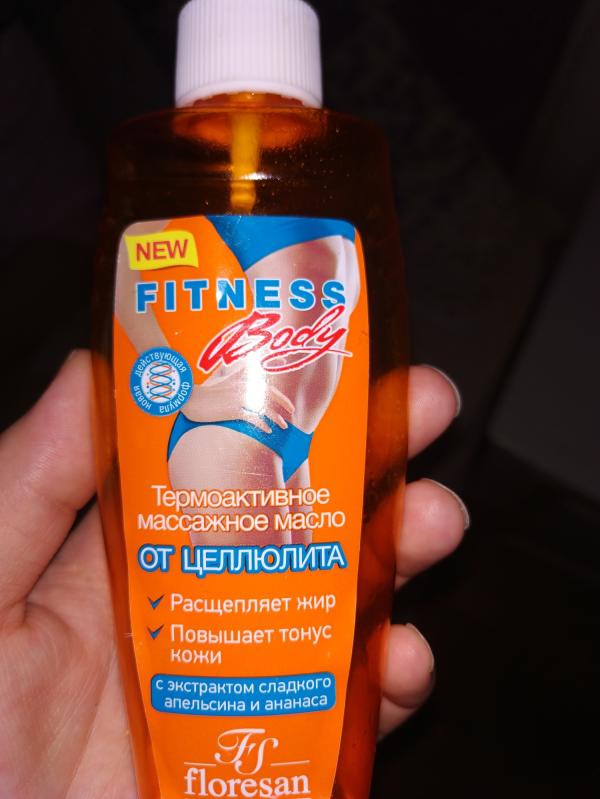 NEW
FITNESS
Body
новая действующая формула
Термоактивное
массажное масло
ОТ ЦЕЛЛЮЛИТА
Расщепляет жир
Повышает тонус
кожи
с экстрактом сладкого
апельсина и ананаса
FS
floresan